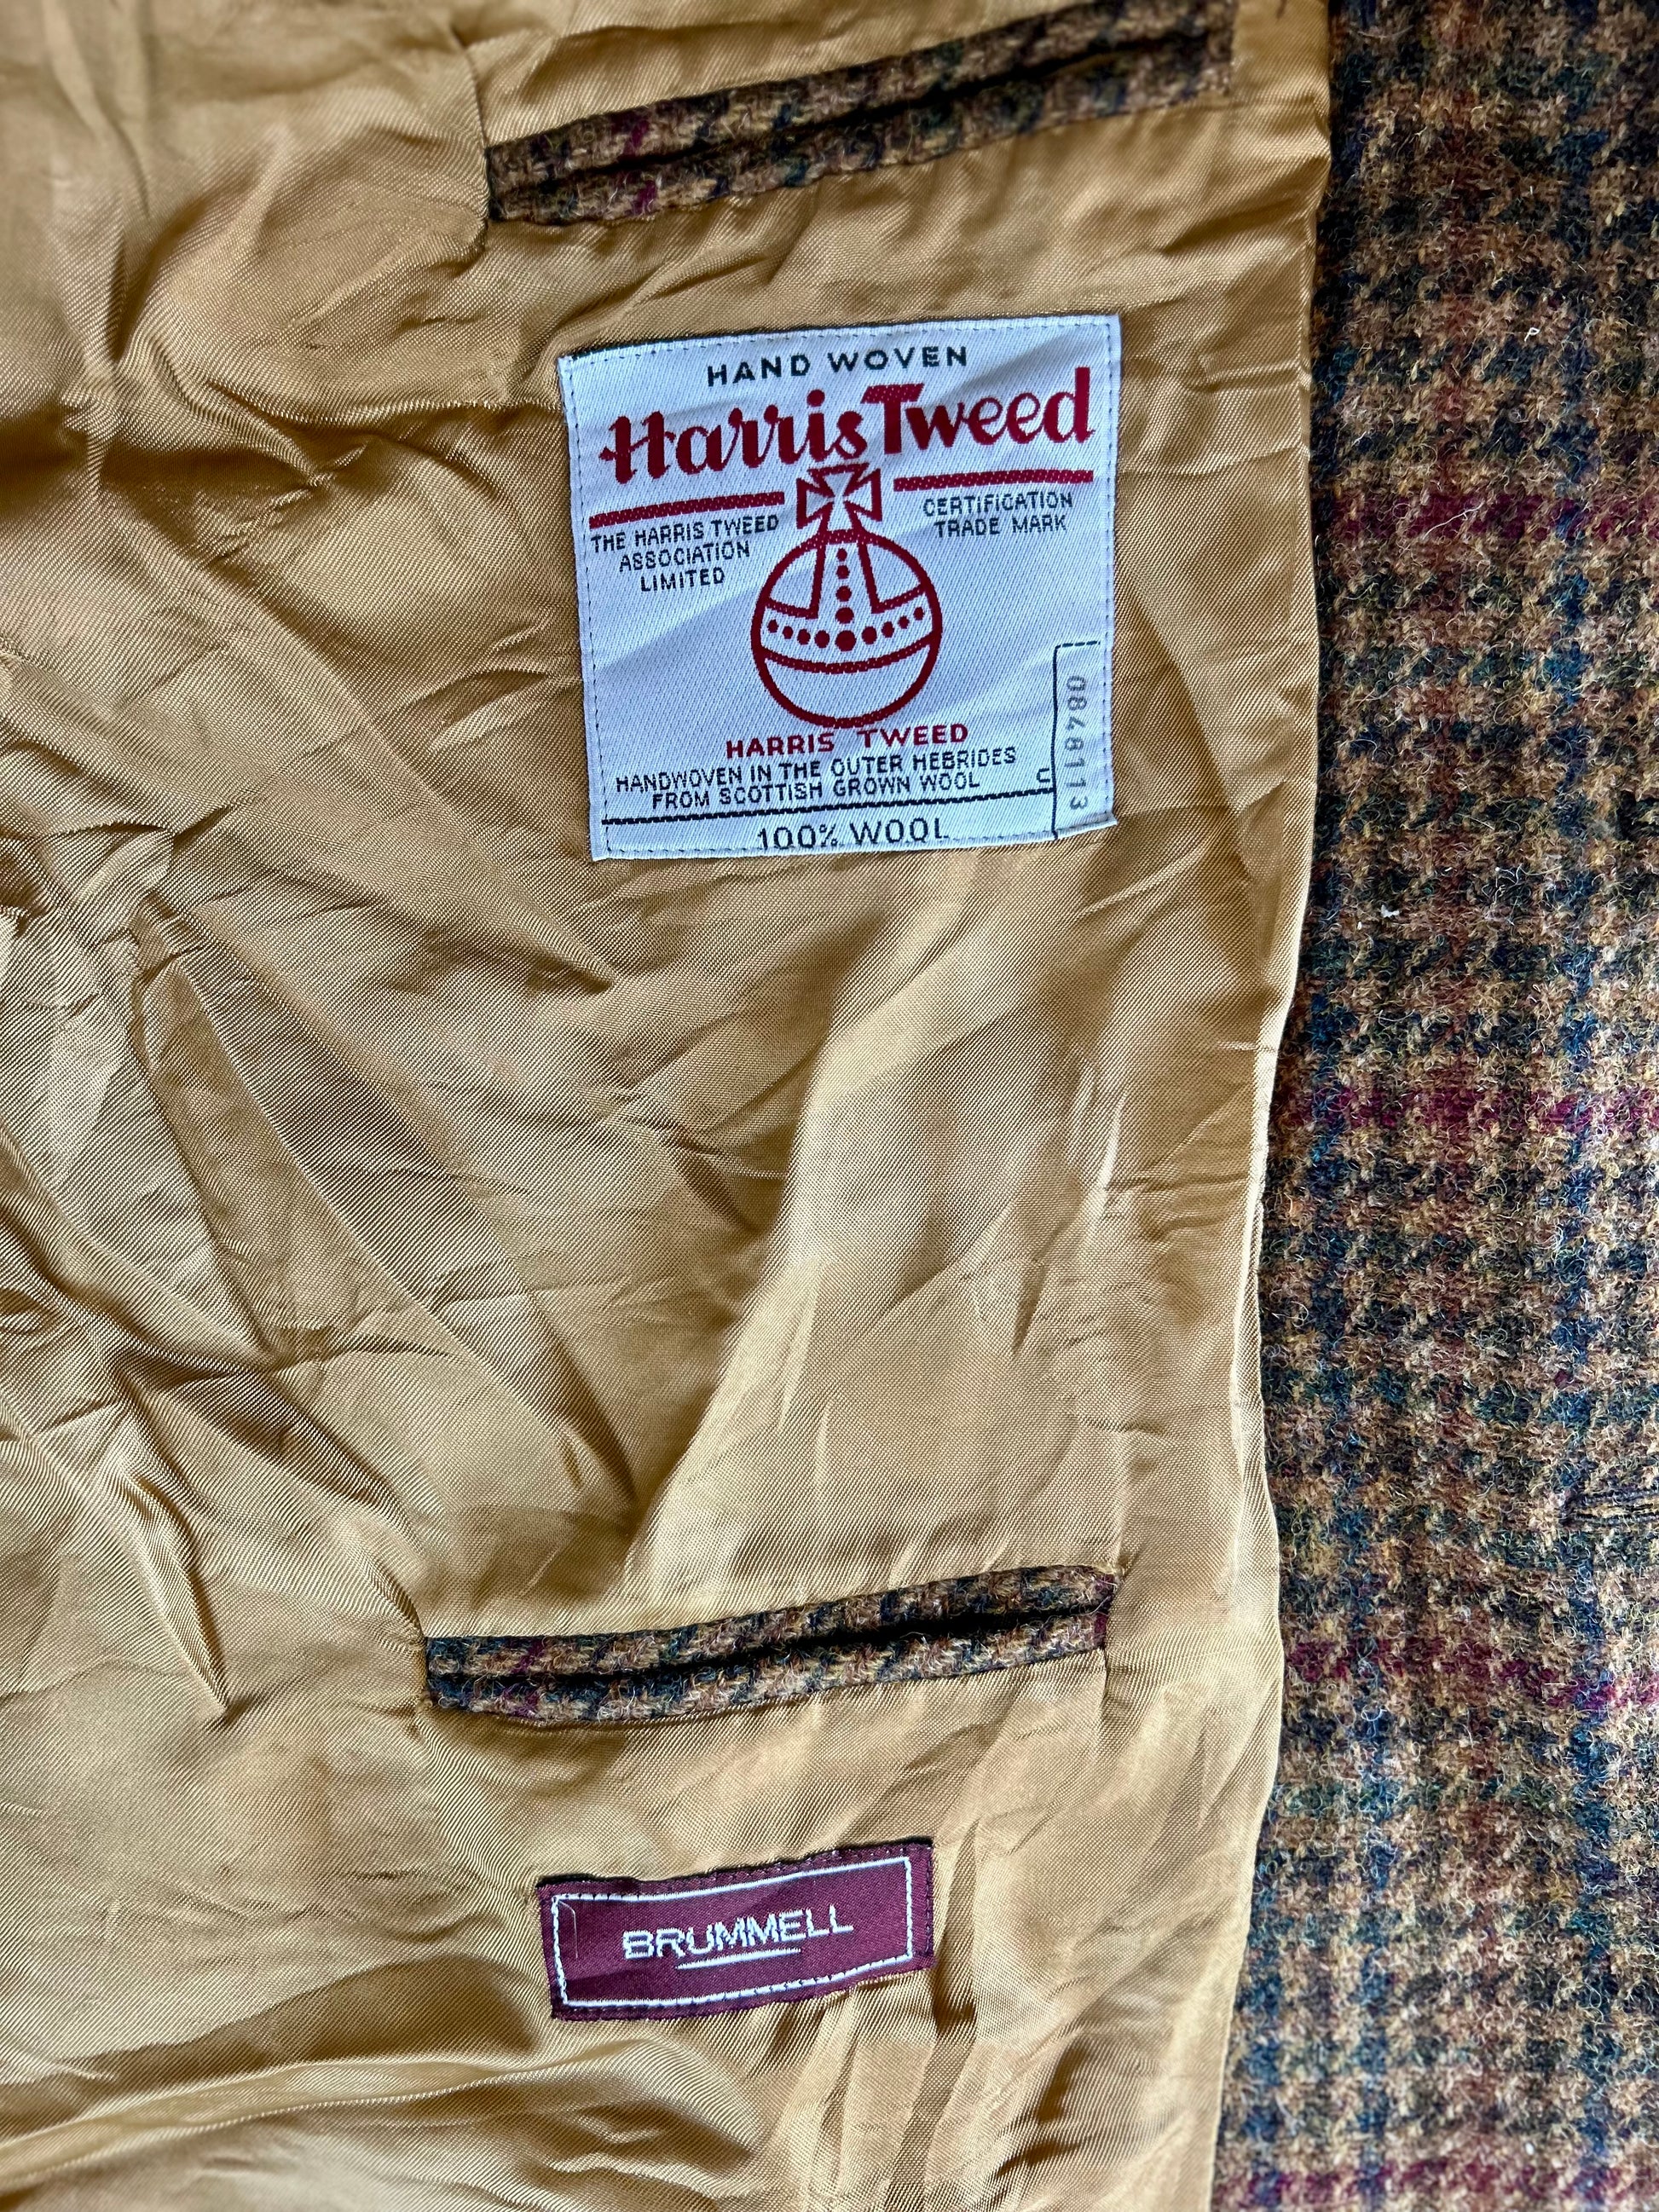 HAND WOVEN
Harris Tweed
THE HARRIS TWEED
ASSOCIATION
LIMITED
CERTIFICATION
TRADE MARK
HARRIS TWEED
HANDWOVEN IN THE OUTER HEBRIDES
FROM SCOTTISH GROWN WOOL
100% WOOL
0848113
BRUMMELL